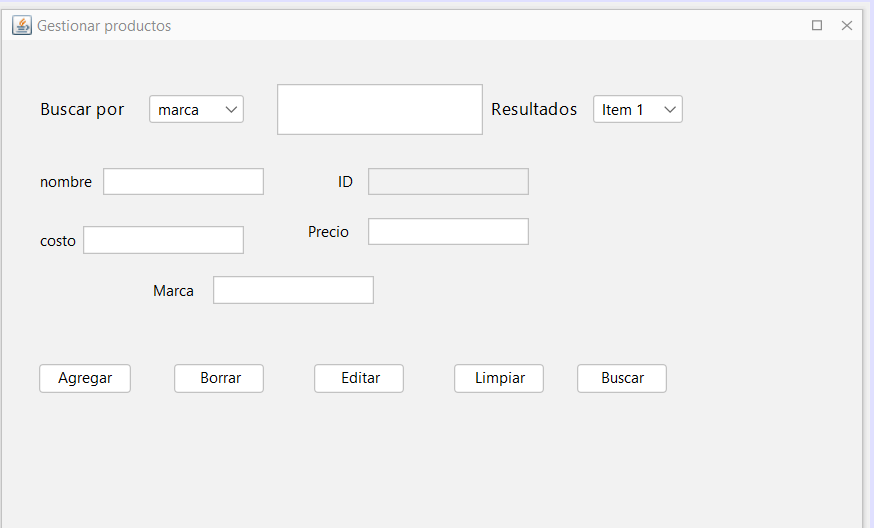 Gestionar productos
Buscar por marca Resultados Item 1
nombre ID
costo Precio
Marca
Agregar Borrar Editar Limpiar Buscar